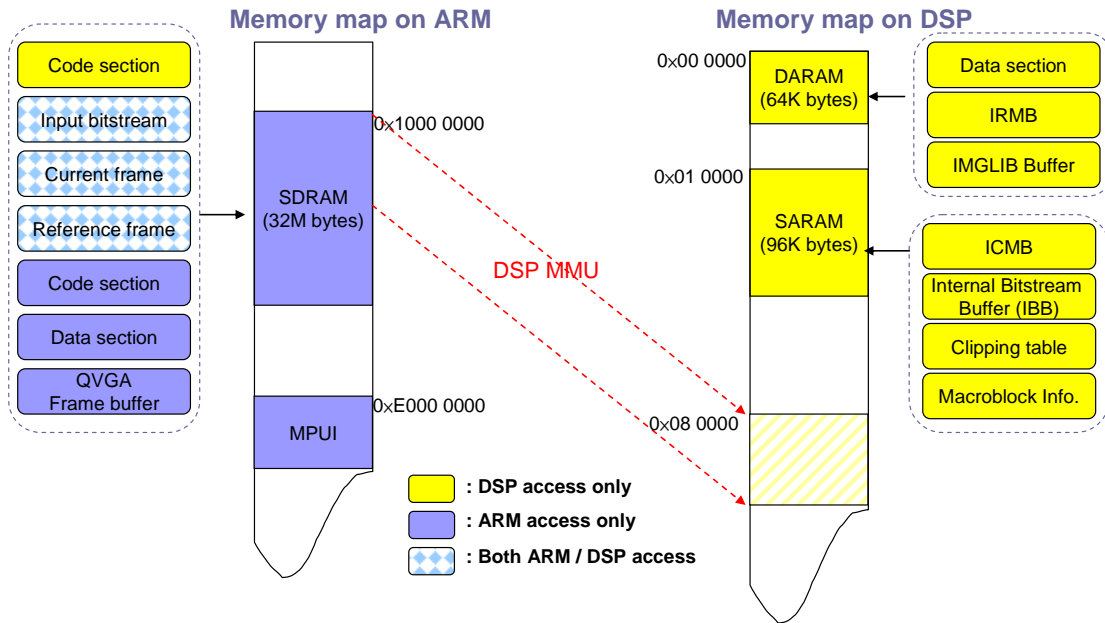 Memory map on ARM
Code section
Input bitstream
Current frame
Reference frame
Code section
Data section
QVGA
Frame buffer
0x1000 0000
SDRAM
(32M bytes)
0xE000 0000
MPUI
DSP MMU
: DSP access only
: ARM access only
: Both ARM / DSP access
Memory map on DSP
0x00 0000
DARAM
(64K bytes)
0x01 0000
SARAM
(96K bytes)
0x08 0000
Data section
IRMB
IMGLIB Buffer
ICMB
Internal Bitstream
Buffer (IBB)
Clipping table
Macroblock Info.